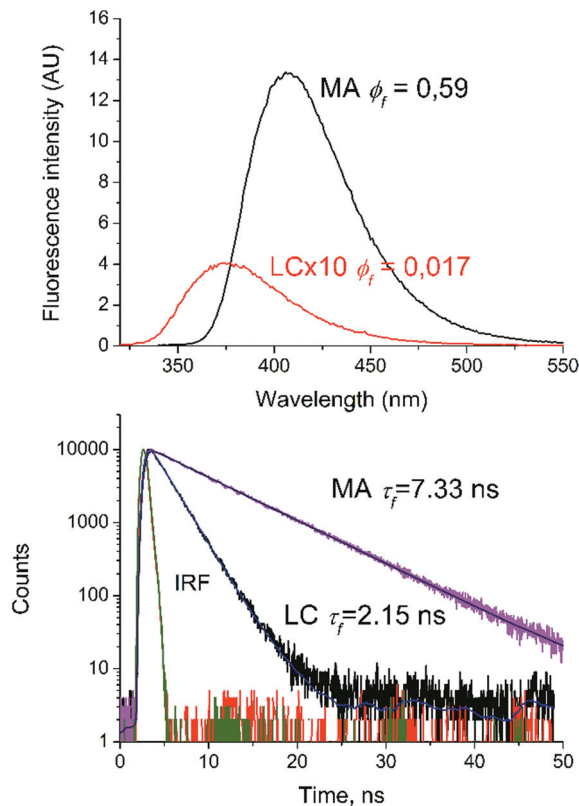 16
14
12
10
8
6
4
2
0
Fluorescence intensity (AU)
MA ϕf = 0,59
LCx10 ϕf = 0,017
350 400 450 500 550
Wavelength (nm)
10000
1000
100
10
1
Counts
MA τf=7.33 ns
IRF
LC τf=2.15 ns
0 10 20 30 40 50
Time, ns